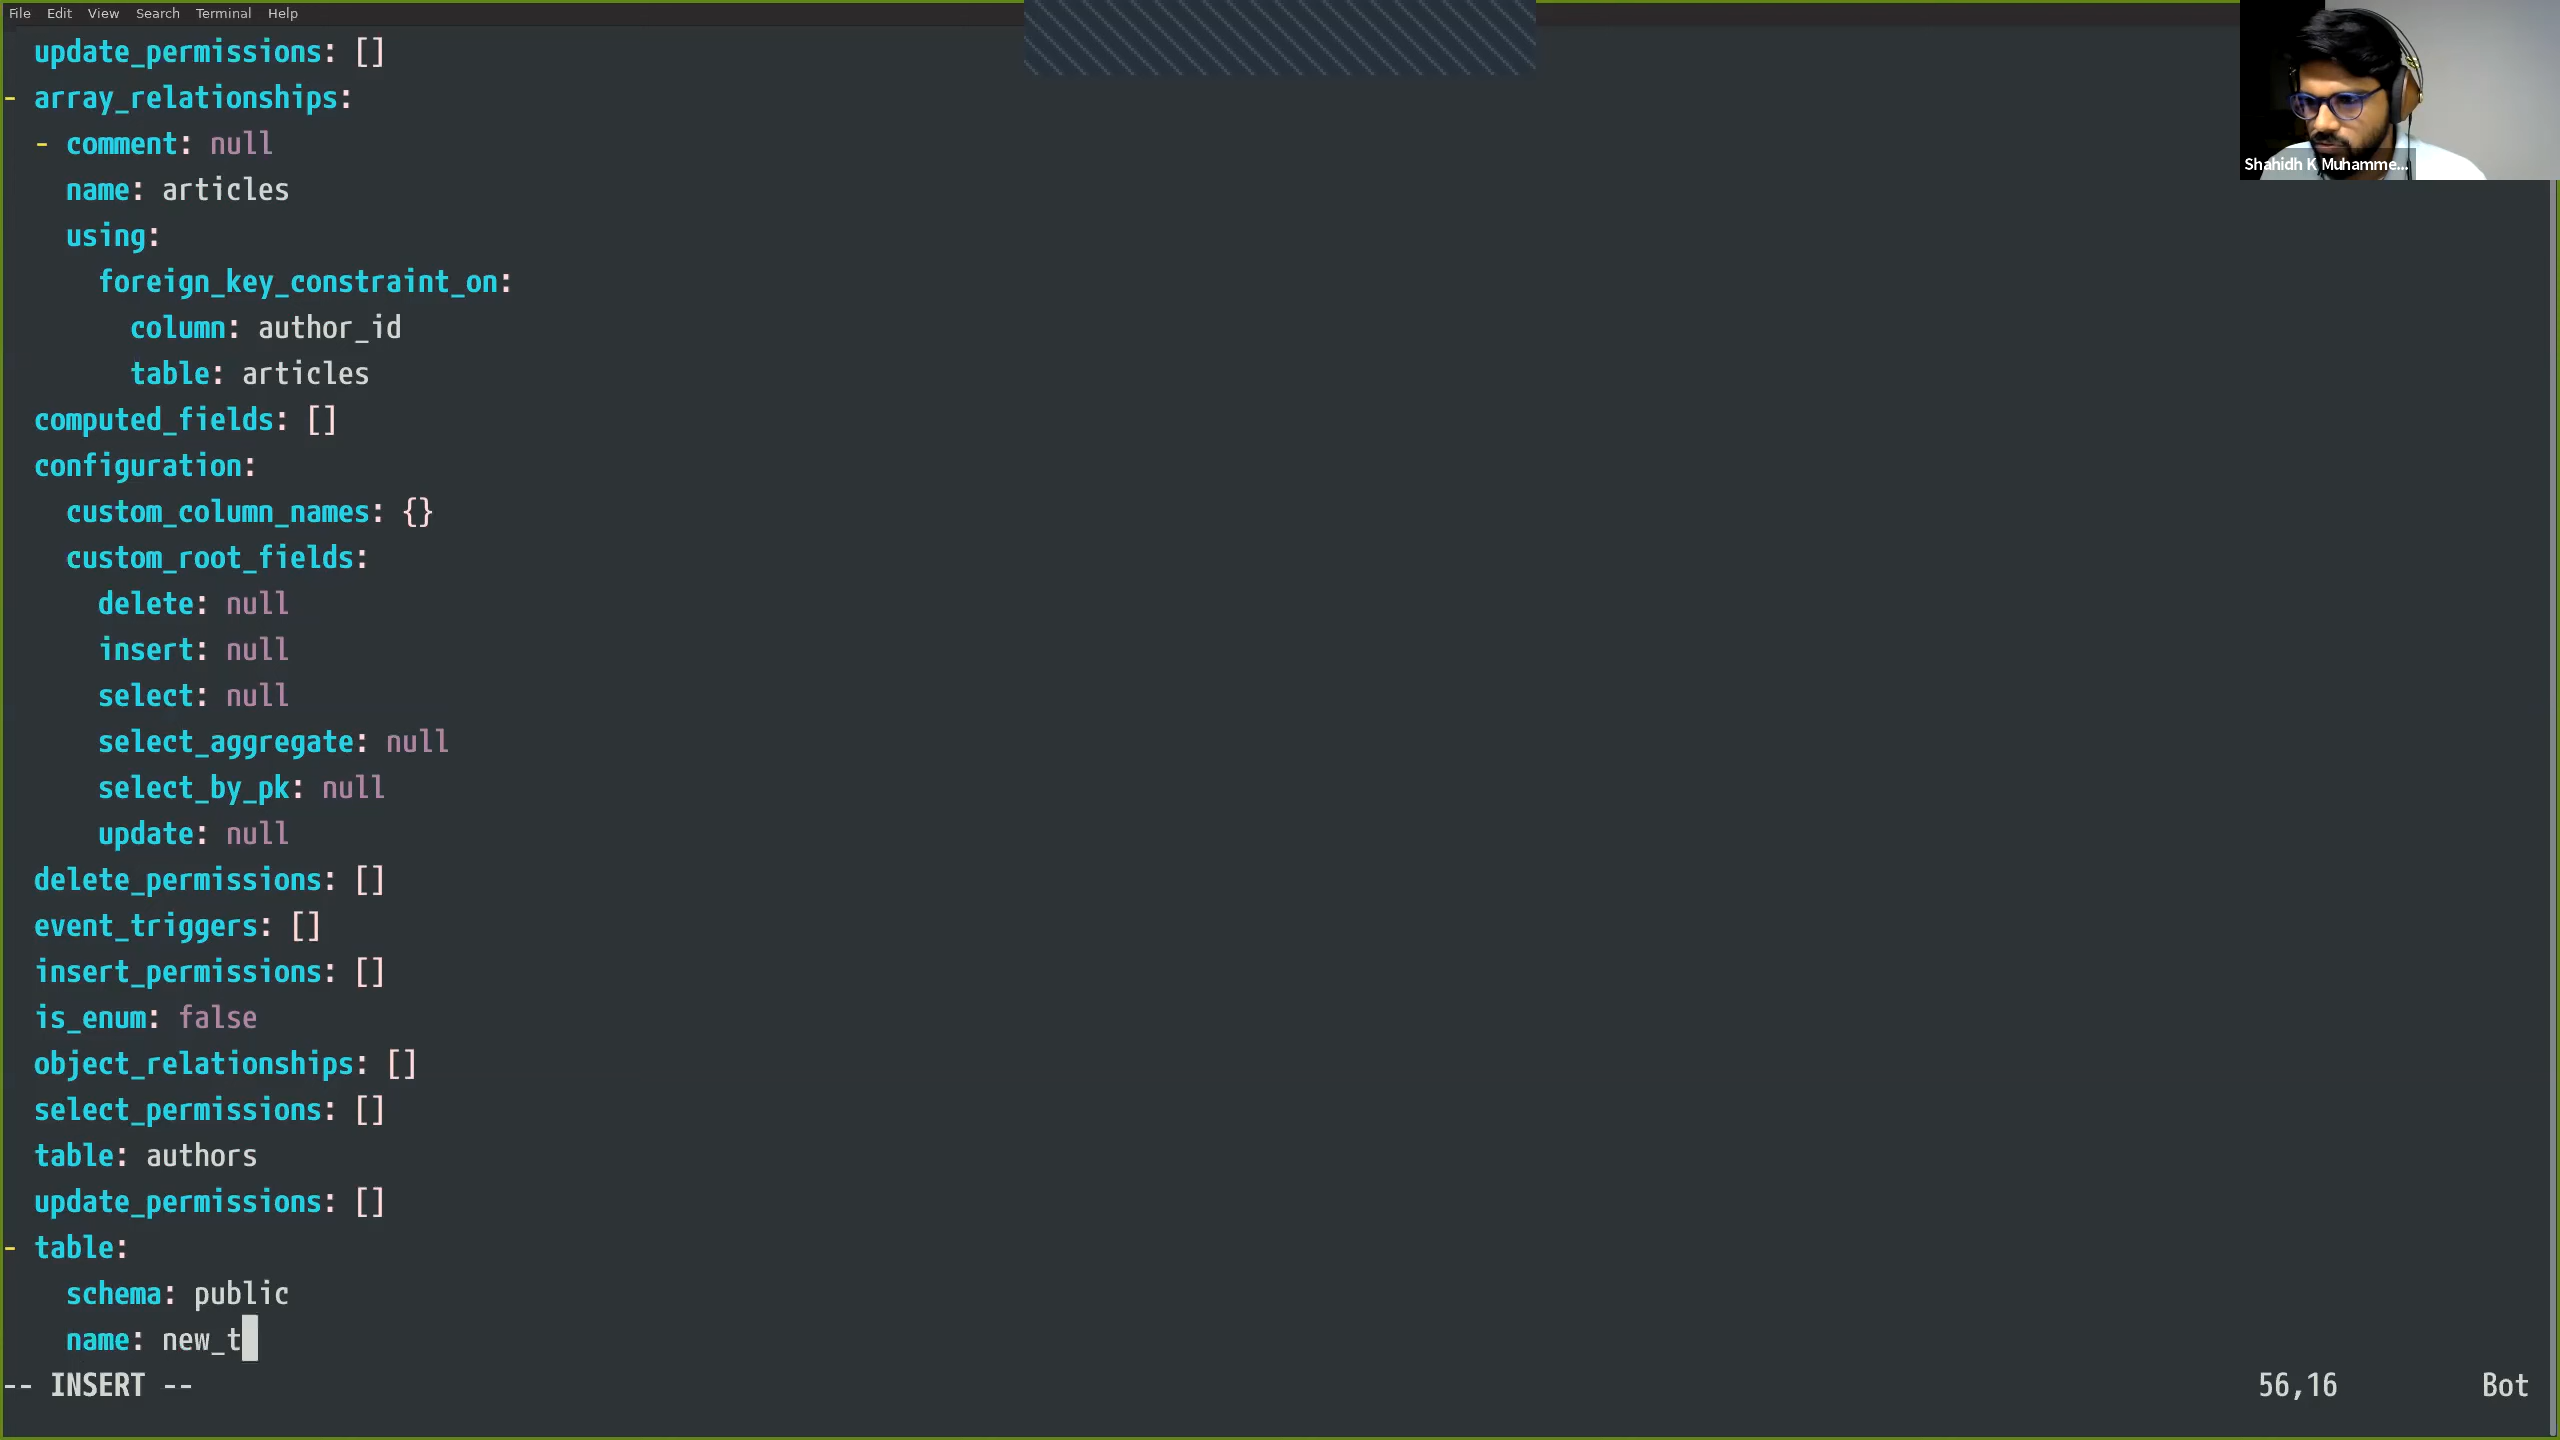 File Edit View Search Terminal Help
update_permissions: []
- array_relationships:
- comment: null
name: articles
using:
foreign_key_constraint_on:
column: author_id
table: articles
computed_fields: []
configuration:
custom_column_names: {}
custom_root_fields:
delete: null
insert: null
select: null
select_aggregate: null
select_by_pk: null
update: null
delete_permissions: []
event_triggers: []
insert_permissions: []
is_enum: false
object_relationships: []
select_permissions: []
table: authors
update_permissions: []
- table:
schema: public
name: new_t
-- INSERT -- 56,16 Bot
Shahidh K Muhamme...